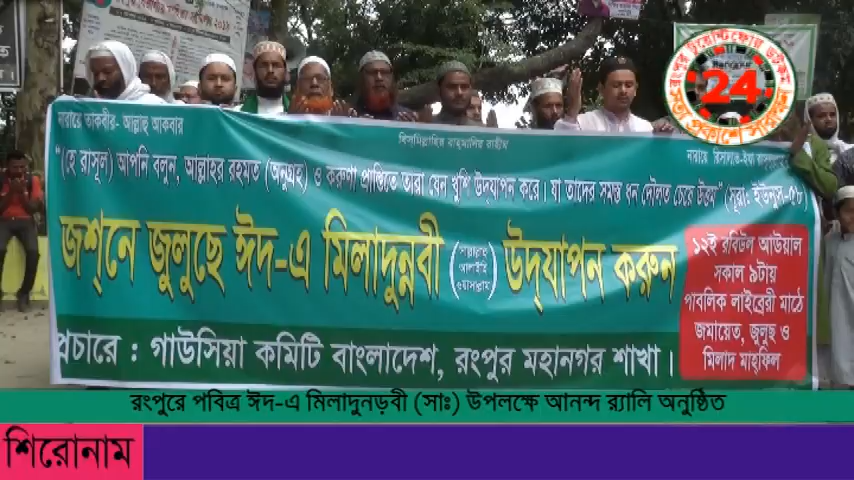 নারায়ে তাকবীর- আল্লাহু আকবার
বিসমিল্লাহির রাহ্‌মানির রাহীম
নারায়ে রিসালাত-ইয়া
"(হে রাসূল) আপনি বলুন, আল্লাহর রহমত (অনুগ্রহ) ও করুণা প্রাপ্তিতে তারা যেন খুশি উদ্‌যাপন করে। যা তাদের সমস্ত ধন দৌলত চেয়ে উত্তম" (সূরা: ইউনুস-৫৮)
জশ্‌নে জুলুছে ঈদ-এ মিলাদুন্নবী (সাল্লাল্লাহু আলাইহি ওয়াসাল্লাম) উদ্‌যাপন করুন
১২ই রবিউল আউয়াল
সকাল ৯টায়
পাবলিক লাইব্রেরী মাঠে
জমায়েত, জুলুছ ও
মিলাদ মাহ্‌ফিল
প্রচারে : গাউসিয়া কমিটি বাংলাদেশ, রংপুর মহানগর শাখা।
24
রংপুরে পবিত্র ঈদ-এ মিলাদুনড়বী (সাঃ) উপলক্ষে আনন্দ র‍্যালি অনুষ্ঠিত
শিরোনাম